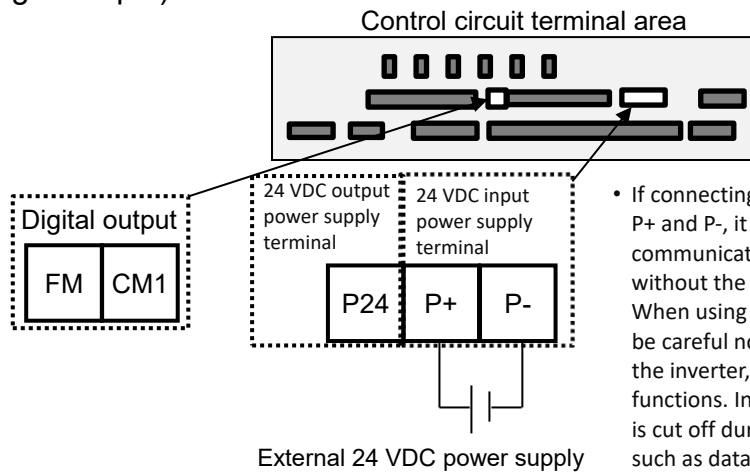 Control circuit terminal area
Digital output
FM CM1
24 VDC output
power supply
terminal
24 VDC input
power supply
terminal
P24 P+ P-
External 24 VDC power supply
• If connecting
P+ and P-, it
communicat
without the
When using
be careful no
the inverter,
functions. In
is cut off dur
such as data